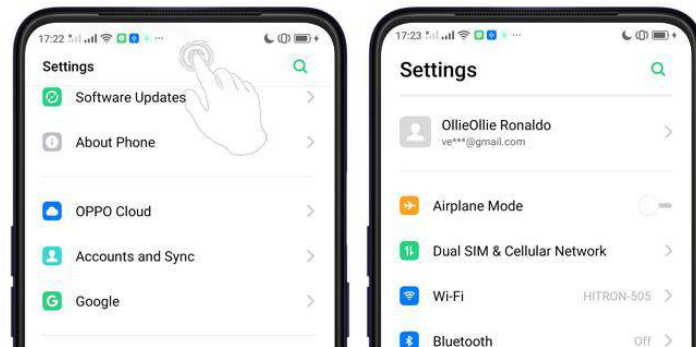 17:22
Settings
Software Updates
About Phone
OPPO Cloud
Accounts and Sync
Google
17:23
Settings
OllieOllie Ronaldo
ve***@gmail.com
Airplane Mode
Dual SIM & Cellular Network
Wi-Fi HITRON-505
Bluetooth Off